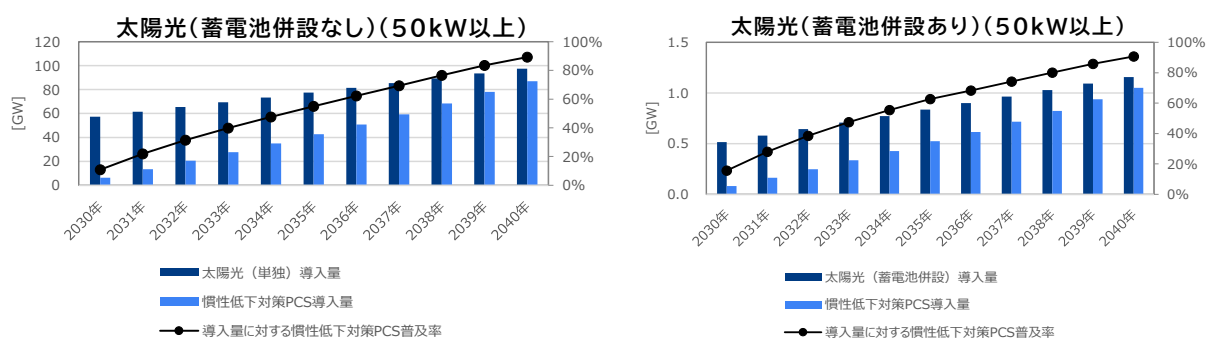 太陽光(蓄電池併設なし)(50kW以上)
120
100
80
60
40
20
0
[GW]
100%
80%
60%
40%
20%
0%
2030年
2031年
2032年
2033年
2034年
2035年
2036年
2037年
2038年
2039年
2040年
太陽光（単独）導入量
慣性低下対策PCS導入量
導入量に対する慣性低下対策PCS普及率
太陽光(蓄電池併設あり)(50kW以上)
1.5
1.0
0.5
0.0
[GW]
100%
80%
60%
40%
20%
0%
2030年
2031年
2032年
2033年
2034年
2035年
2036年
2037年
2038年
2039年
2040年
太陽光（蓄電池併設）導入量
慣性低下対策PCS導入量
導入量に対する慣性低下対策PCS普及率